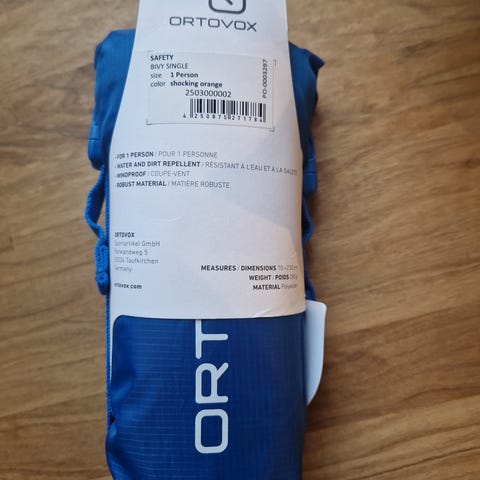 ORTOVOX
SAFETY
BIVY SINGLE
size 1 Person
color shocking orange
2503000002
4 250875 271784
PO-0003297
- FOR 1 PERSON / POUR 1 PERSONNE
- WATER AND DIRT REPELLENT / RÉSISTANT À L'EAU ET À LA
- WINDPROOF / COUPE-VENT
- ROBUST MATERIAL / MATIÈRE ROBUSTE
ORTOVOX
Sportartikel GmbH
Rotwandweg 5
82024 Taufkirchen
Germany
ortovox.com
MEASURES / DIMENSIONS
WEIGHT / POIDS
MATERIAL Polyester
ORT